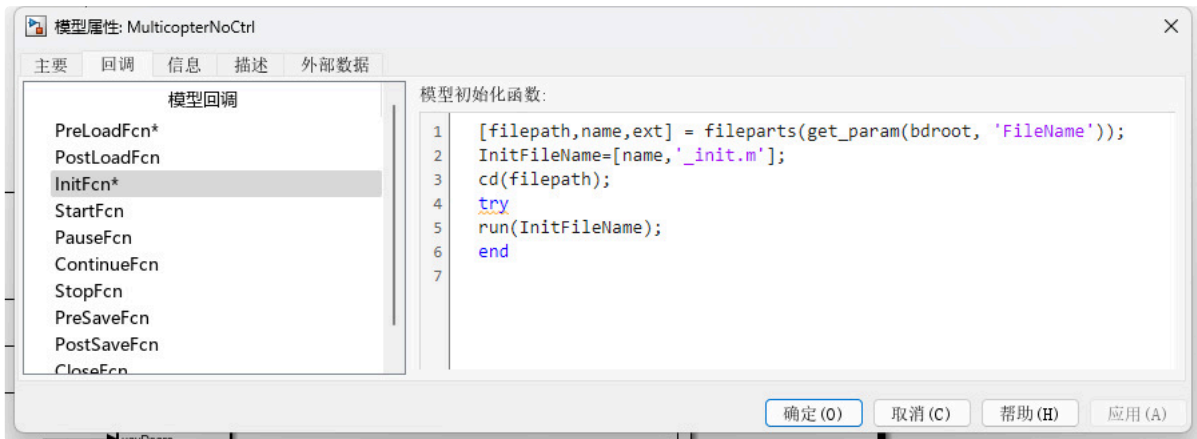 模型属性: MulticopterNoCtrl
主要 回调 信息 描述 外部数据
模型回调
PreLoadFcn*
PostLoadFcn
InitFcn*
StartFcn
PauseFcn
ContinueFcn
StopFcn
PreSaveFcn
PostSaveFcn
CloseFcn
模型初始化函数:
1 [filepath,name,ext] = fileparts(get_param(bdroot, 'FileName'));
2 InitFileName=[name,'_init.m'];
3 cd(filepath);
4 try
5 run(InitFileName);
6 end
7
确定(O) 取消(C) 帮助(H) 应用(A)